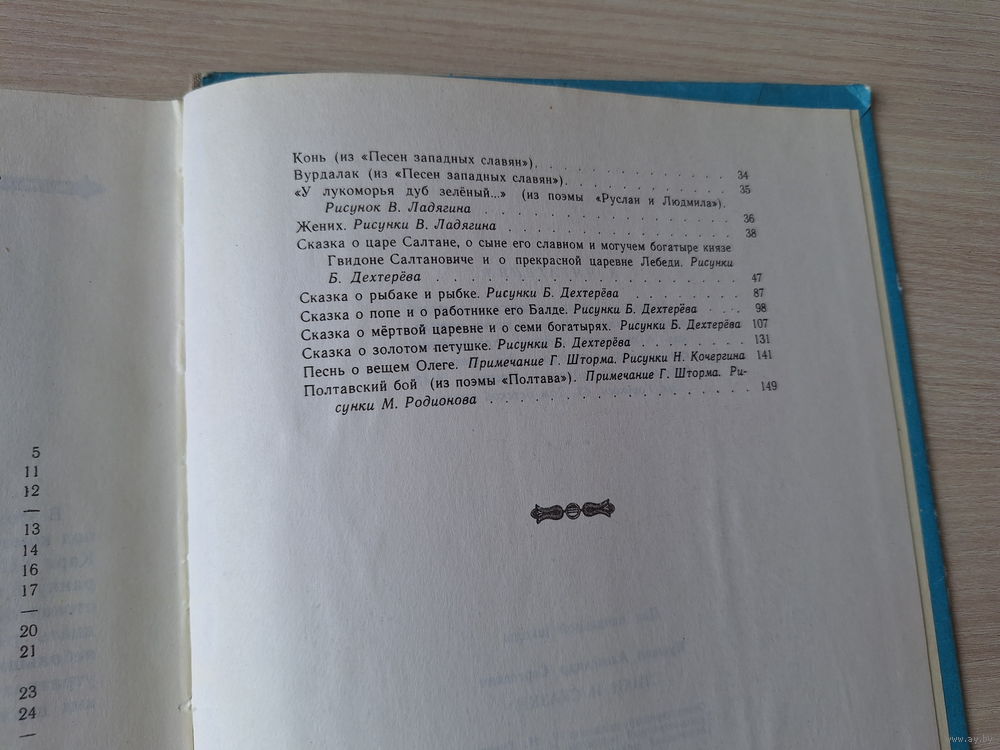 Конь (из «Песен западных славян»). . . . . . . . . . . 34
Вурдалак (из «Песен западных славян»). . . . . . . . . . 35
«У лукоморья дуб зелёный...» (из поэмы «Руслан и Людмила»).
Рисунок В. Ладягина . . . . . . . . . . . . . . 36
Жених. Рисунки В. Ладягина . . . . . . . . . . . . . 38
Сказка о царе Салтане, о сыне его славном и могучем богатыре князе
Гвидоне Салтановиче и о прекрасной царевне Лебеди. Рисунки
Б. Дехтерёва . . . . . . . . . . . . . . . . . 47
Сказка о рыбаке и рыбке. Рисунки Б. Дехтерёва . . . . . . . 87
Сказка о попе и о работнике его Балде. Рисунки Б. Дехтерёва . . . 98
Сказка о мёртвой царевне и о семи богатырях. Рисунки Б. Дехтерёва 107
Сказка о золотом петушке. Рисунки Б. Дехтерёва . . . . . . . 131
Песнь о вещем Олеге. Примечание Г. Шторма. Рисунки Н. Кочергина 141
Полтавский бой (из поэмы «Полтава»). Примечание Г. Шторма. Ри-
сунки М. Родионова . . . . . . . . . . . . . . 149
5
11
12
—
13
14
16
17
—
20
21
23
24
—
www.ay.by